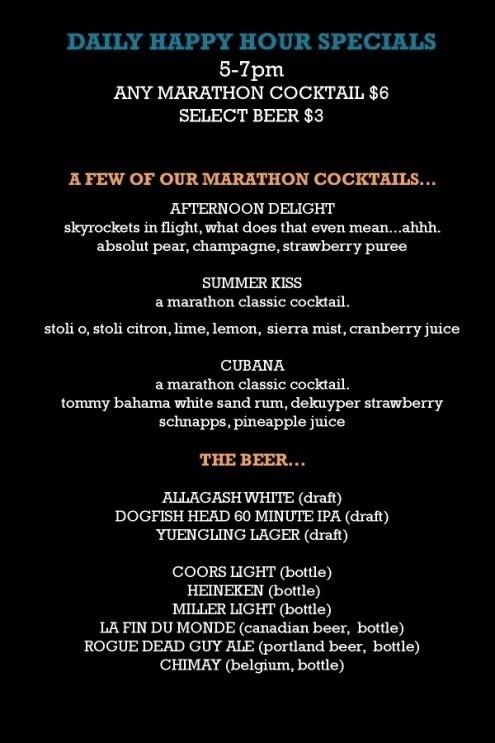 DAILY HAPPY HOUR SPECIALS
5-7pm
ANY MARATHON COCKTAIL $6
SELECT BEER $3
A FEW OF OUR MARATHON COCKTAILS...
AFTERNOON DELIGHT
skyrockets in flight, what does that even mean...ahhh.
absolut pear, champagne, strawberry puree
SUMMER KISS
a marathon classic cocktail.
stoli o, stoli citron, lime, lemon, sierra mist, cranberry juice
CUBANA
a marathon classic cocktail.
tommy bahama white sand rum, dekuyper strawberry
schnapps, pineapple juice
THE BEER...
ALLAGASH WHITE (draft)
DOGFISH HEAD 60 MINUTE IPA (draft)
YUENGLING LAGER (draft)
COORS LIGHT (bottle)
HEINEKEN (bottle)
MILLER LIGHT (bottle)
LA FIN DU MONDE (canadian beer, bottle)
ROGUE DEAD GUY ALE (portland beer, bottle)
CHIMAY (belgium, bottle)